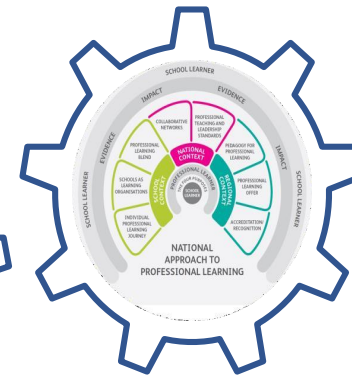 SCHOOL LEARNER
IMPACT
EVIDENCE
EVIDENCE
IMPACT
SCHOOL LEARNER
SCHOOL LEARNER
COLLABORATIVE
NETWORKS
PROFESSIONAL
TEACHING AND
LEADERSHIP
STANDARDS
PROFESSIONAL
LEARNING
BLEND
PEDAGOGY FOR
PROFESSIONAL
LEARNING
SCHOOLS AS
LEARNING
ORGANISATIONS
PROFESSIONAL
LEARNING
OFFER
INDIVIDUAL
PROFESSIONAL
LEARNING
JOURNEY
ACCREDITATION/
RECOGNITION
NATIONAL
CONTEXT
SCHOOL
CONTEXT
REGIONAL
CONTEXT
PROFESSIONAL LEARNER
SCHOOL
LEARNER
NATIONAL
APPROACH TO
PROFESSIONAL LEARNING